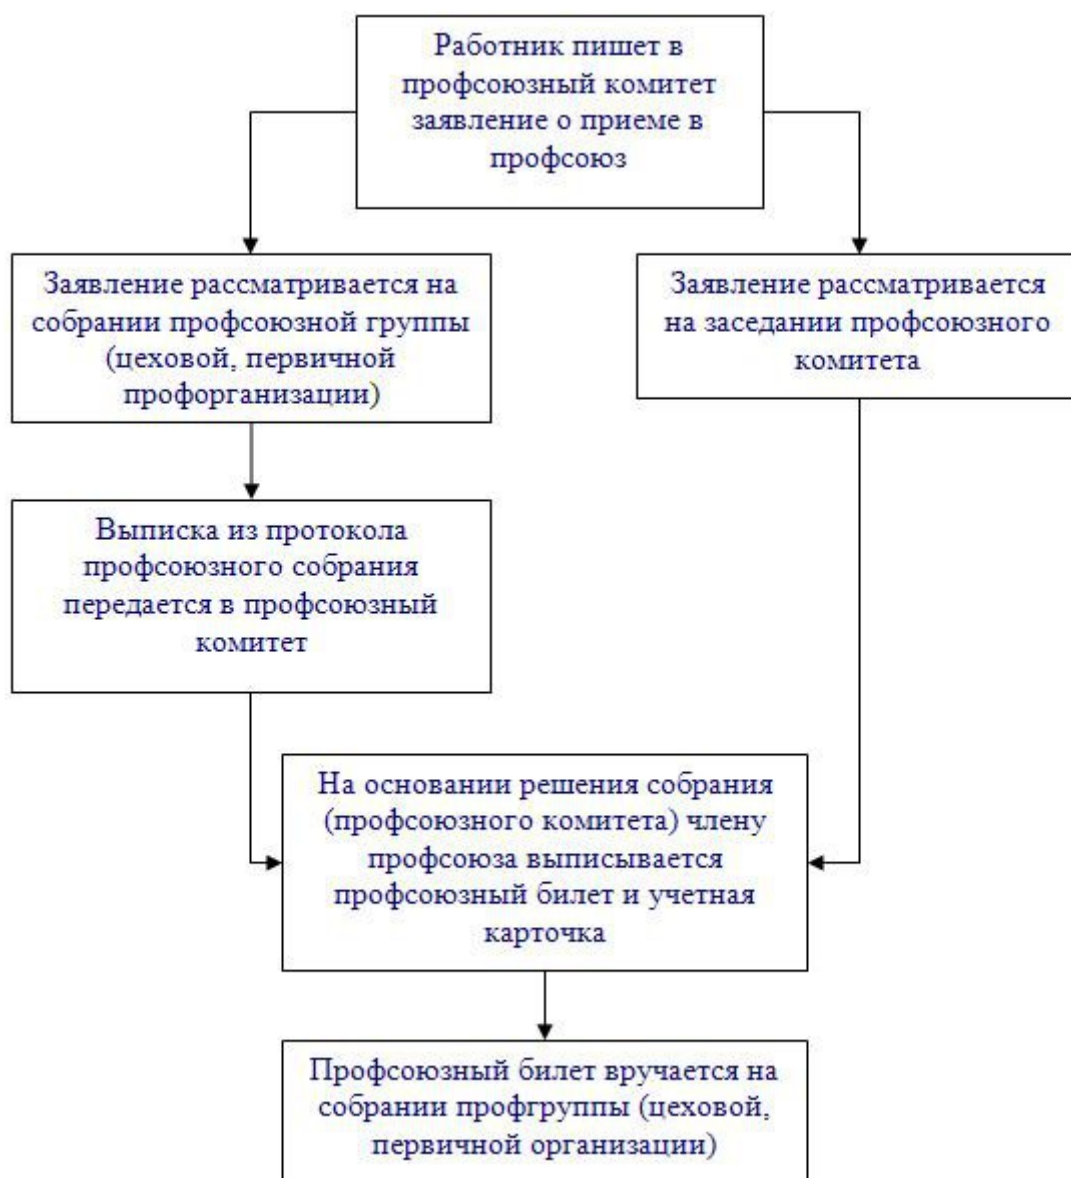 Работник пишет в
профсоюзный комитет
заявление о приеме в
профсоюз
Заявление рассматривается на
собрании профсоюзной группы
(цеховой, первичной
профорганизации)
Заявление рассматривается
на заседании профсоюзного
комитета
Выписка из протокола
профсоюзного собрания
передается в профсоюзный
комитет
На основании решения собрания
(профсоюзного комитета) члену
профсоюза выписывается
профсоюзный билет и учетная
карточка
Профсоюзный билет вручается на
собрании профгруппы (цеховой,
первичной организации)